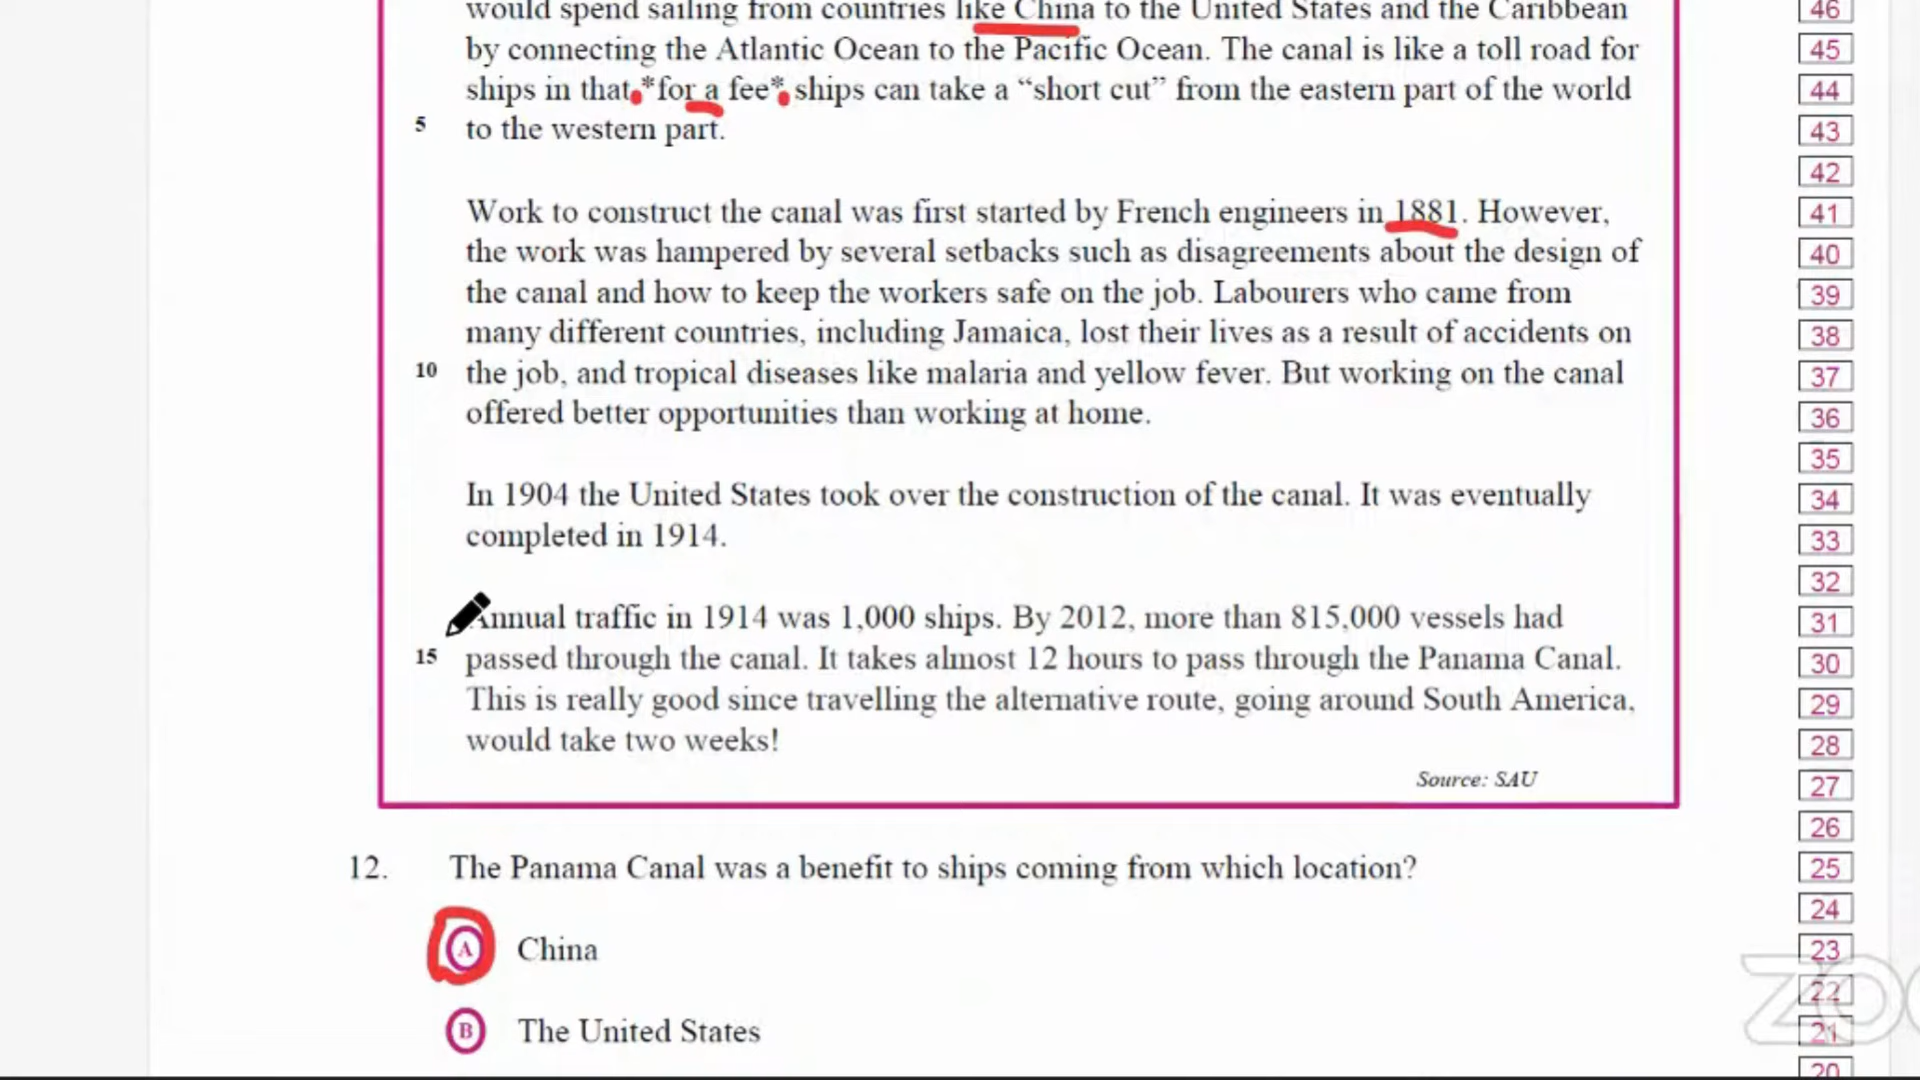 would spend sailing from countries like China to the United States and the Caribbean
by connecting the Atlantic Ocean to the Pacific Ocean. The canal is like a toll road for
ships in that *for a fee* ships can take a “short cut” from the eastern part of the world
5 to the western part.
Work to construct the canal was first started by French engineers in 1881. However,
the work was hampered by several setbacks such as disagreements about the design of
the canal and how to keep the workers safe on the job. Labourers who came from
many different countries, including Jamaica, lost their lives as a result of accidents on
10 the job, and tropical diseases like malaria and yellow fever. But working on the canal
offered better opportunities than working at home.
In 1904 the United States took over the construction of the canal. It was eventually
completed in 1914.
Annual traffic in 1914 was 1,000 ships. By 2012, more than 815,000 vessels had
15 passed through the canal. It takes almost 12 hours to pass through the Panama Canal.
This is really good since travelling the alternative route, going around South America,
would take two weeks!
Source: SAU
12. The Panama Canal was a benefit to ships coming from which location?
A China
B The United States
46
45
44
43
42
41
40
39
38
37
36
35
34
33
32
31
30
29
28
27
26
25
24
23
22
21
20